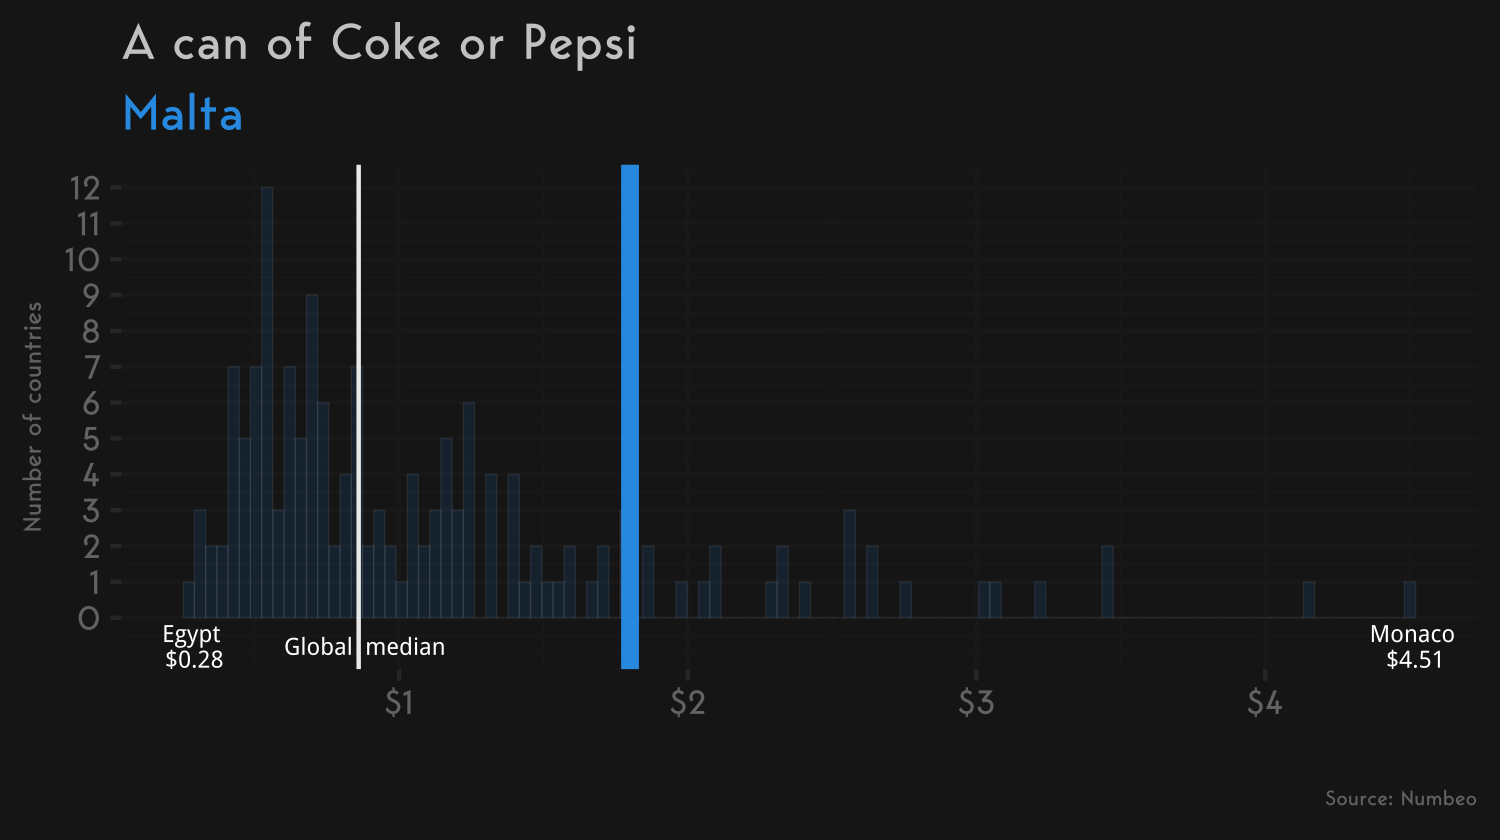 A can of Coke or Pepsi
Malta
Number of countries
12
11
10
9
8
7
6
5
4
3
2
1
0
Egypt
$0.28
Global median
Monaco
$4.51
$1 $2 $3 $4
Source: Numbeo